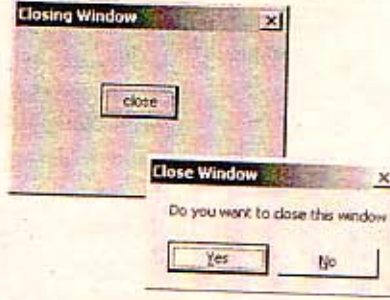 Closing Window
close
Close Window
Do you want to close this window
Yes
No